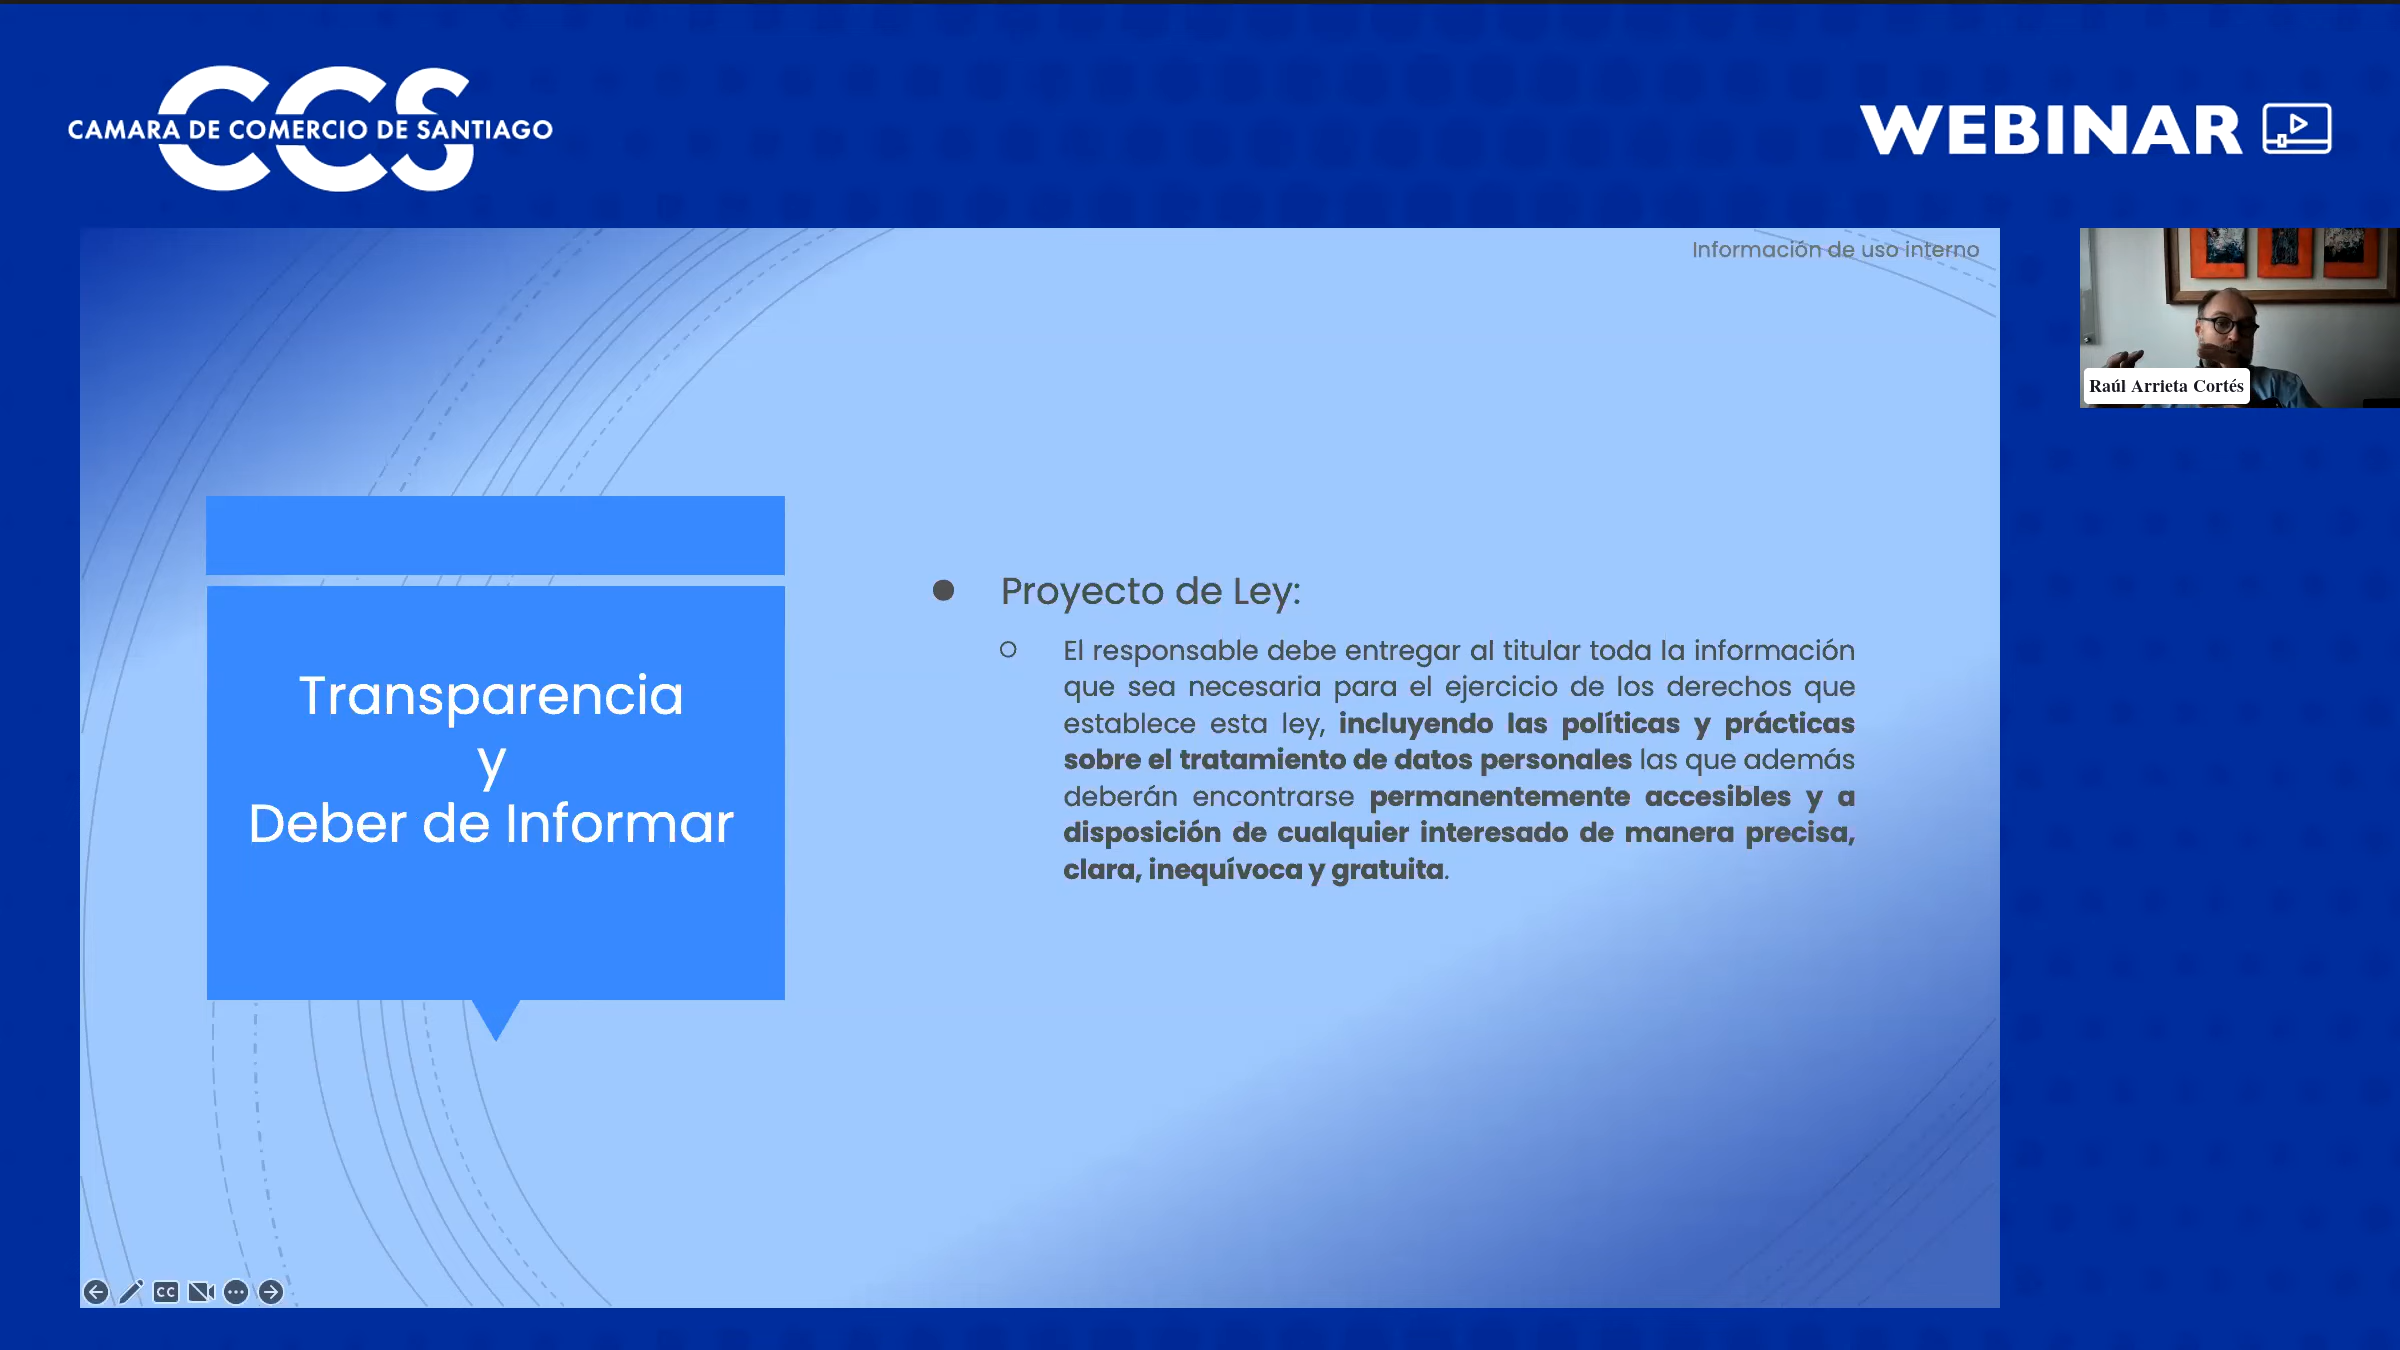 CCS
CAMARA DE COMERCIO DE SANTIAGO
WEBINAR
Información de uso interno
Raúl Arrieta Cortés
Transparencia
y
Deber de Informar
Proyecto de Ley:
El responsable debe entregar al titular toda la información
que sea necesaria para el ejercicio de los derechos que
establece esta ley, incluyendo las políticas y prácticas
sobre el tratamiento de datos personales las que además
deberán encontrarse permanentemente accesibles y a
disposición de cualquier interesado de manera precisa,
clara, inequívoca y gratuita.
CC